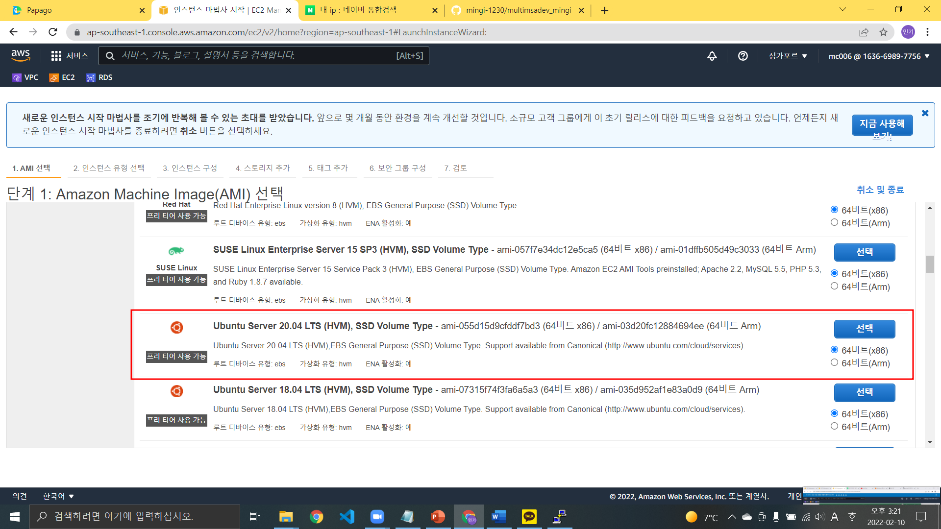 Papago
인스턴스 마법사 시작 | EC2 Man
내 ip : 네이버 통합검색
mingi-1230/multimsadev_mingi
ap-southeast-1.console.aws.amazon.com/ec2/v2/home?region=ap-southeast-1#LaunchInstanceWizard:
민기
aws 서비스 서비스, 기능, 블로그, 설명서 등을 검색합니다. [Alt+S] 싱가포르 mc006 @ 1636-6989-7756
VPC EC2 RDS
새로운 인스턴스 시작 마법사를 조기에 반복해 볼 수 있는 초대를 받았습니다. 앞으로 몇 개월 동안 환경을 계속 개선할 것입니다. 소규모 고객 그룹에게 이 초기 릴리스에 대한 피드백을 요청하고 있습니다. 언제든지 새
로운 인스턴스 시작 마법사를 종료하려면 취소 버튼을 선택하세요.
지금 사용해
보기!
1. AMI 선택 2. 인스턴스 유형 선택 3. 인스턴스 구성 4. 스토리지 추가 5. 태그 추가 6. 보안 그룹 구성 7. 검토
단계 1: Amazon Machine Image(AMI) 선택 취소 및 종료
Red Hat
프리 티어 사용 가능
Red Hat Enterprise Linux version 8 (HVM), EBS General Purpose (SSD) Volume Type
루트 디바이스 유형: ebs 가상화 유형: hvm ENA 활성화: 예
64비트(x86)
64비트(Arm)
SUSE Linux
프리 티어 사용 가능
SUSE Linux Enterprise Server 15 SP3 (HVM), SSD Volume Type - ami-057f7e34dc12e5ca5 (64비트 x86) / ami-01dffb505d49c3033 (64비트 Arm)
SUSE Linux Enterprise Server 15 Service Pack 3 (HVM), EBS General Purpose (SSD) Volume Type. Amazon EC2 AMI Tools preinstalled; Apache 2.2, MySQL 5.5, PHP 5.3,
and Ruby 1.8.7 available.
루트 디바이스 유형: ebs 가상화 유형: hvm ENA 활성화: 예
선택
64비트(x86)
64비트(Arm)
프리 티어 사용 가능
Ubuntu Server 20.04 LTS (HVM), SSD Volume Type - ami-055d15d9cfddf7bd3 (64비트 x86) / ami-03d20fc12884694ee (64비트 Arm)
Ubuntu Server 20.04 LTS (HVM),EBS General Purpose (SSD) Volume Type. Support available from Canonical (http://www.ubuntu.com/cloud/services).
루트 디바이스 유형: ebs 가상화 유형: hvm ENA 활성화: 예
선택
64비트(x86)
64비트(Arm)
프리 티어 사용 가능
Ubuntu Server 18.04 LTS (HVM), SSD Volume Type - ami-07315f74f3fa6a5a3 (64비트 x86) / ami-035d952af1e83a0d9 (64비트 Arm)
Ubuntu Server 18.04 LTS (HVM),EBS General Purpose (SSD) Volume Type. Support available from Canonical (http://www.ubuntu.com/cloud/services).
루트 디바이스 유형: ebs 가상화 유형: hvm ENA 활성화: 예
선택
64비트(x86)
64비트(Arm)
의견 한국어 © 2022, Amazon Web Services, Inc. 또는 계열사. 개인
검색하려면 여기에 입력하십시오. 7°C A 오후 3:21
2022-02-10